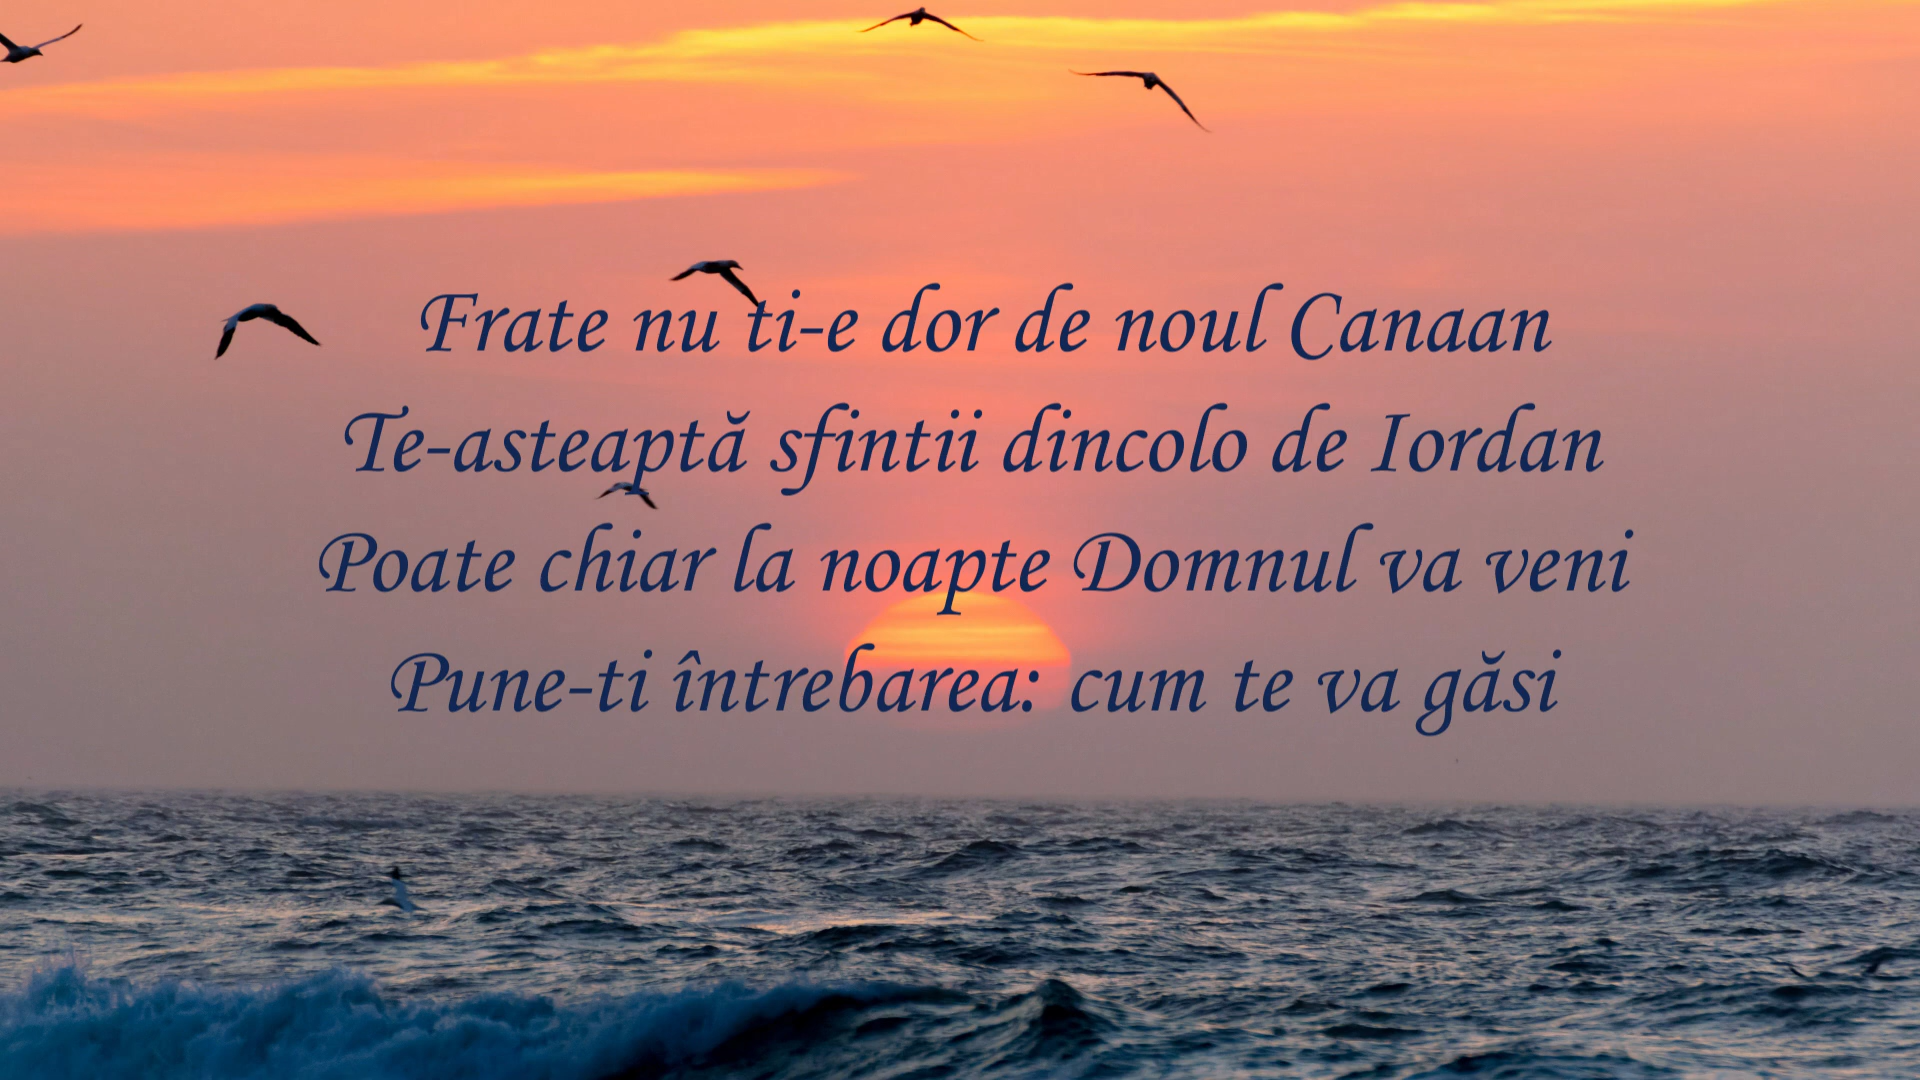 Frate nu ti-e dor de noul Canaan
Te-asteaptă sfintii dincolo de Iordan
Poate chiar la noapte Domnul va veni
Pune-ti întrebarea: cum te va găsi